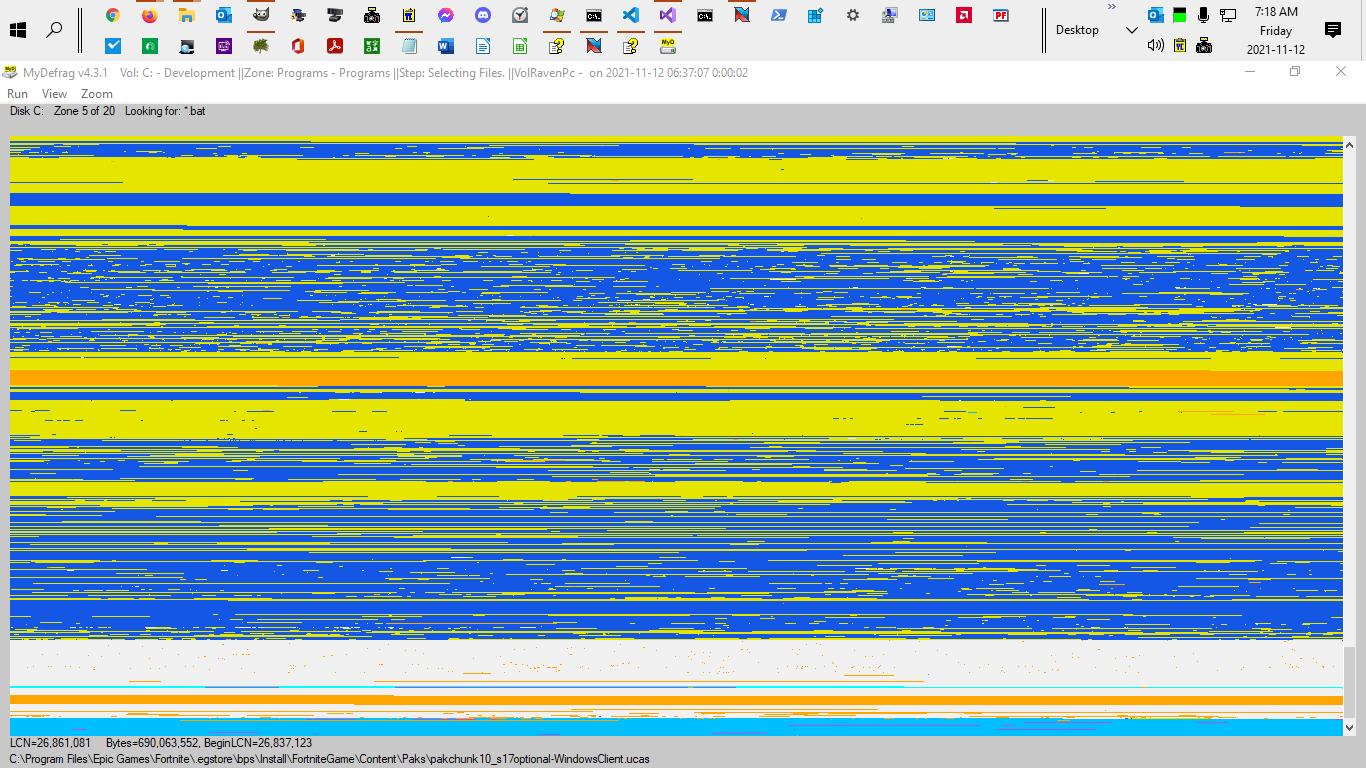 7:18 AM
Desktop
Friday
2021-11-12
MyDefrag v4.3.1 Vol: C: - Development ||Zone: Programs - Programs ||Step: Selecting Files. ||VolRavenPc - on 2021-11-12 06:37:07 0:00:02
Run View Zoom
Disk C: Zone 5 of 20 Looking for: *.bat
LCN=26,861,081 Bytes=690,063,552, BeginLCN=26,837,123
C:\Program Files\Epic Games\Fortnite\.egstore\bps\Install\FortniteGame\Content\Paks\pakchunk10_s17optional-WindowsClient.ucas